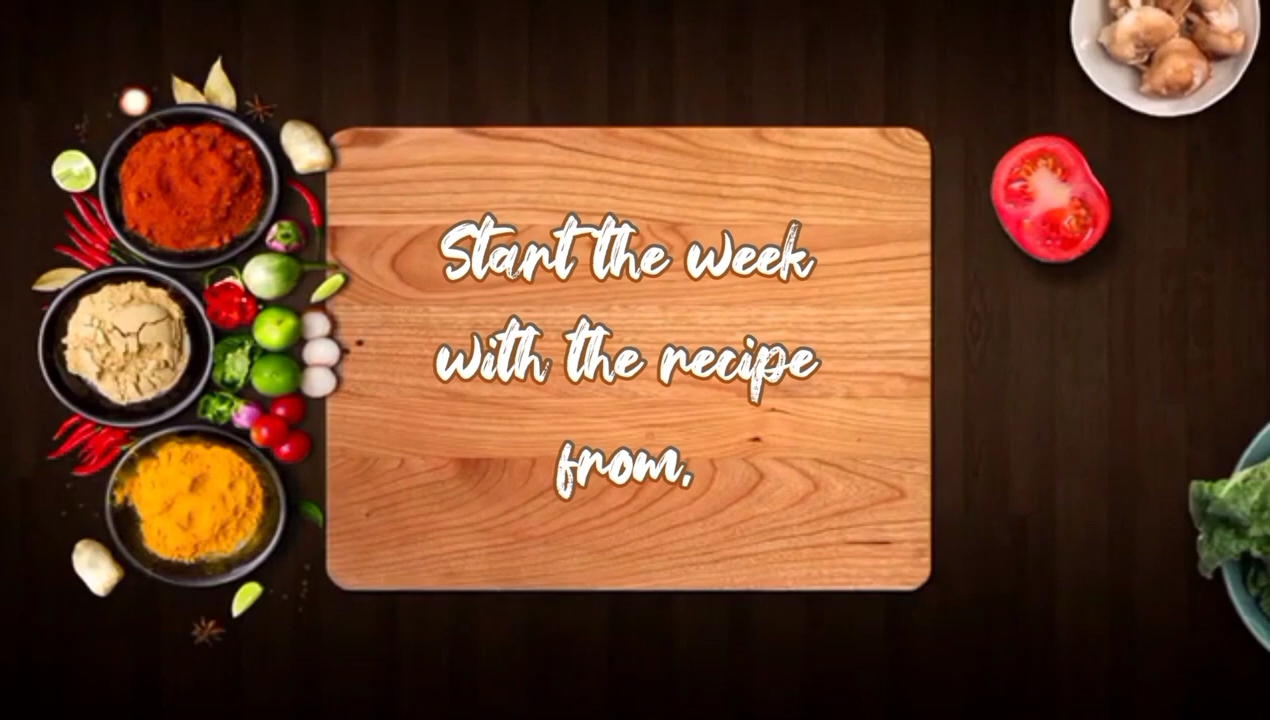 Start the week
with the recipe
from,